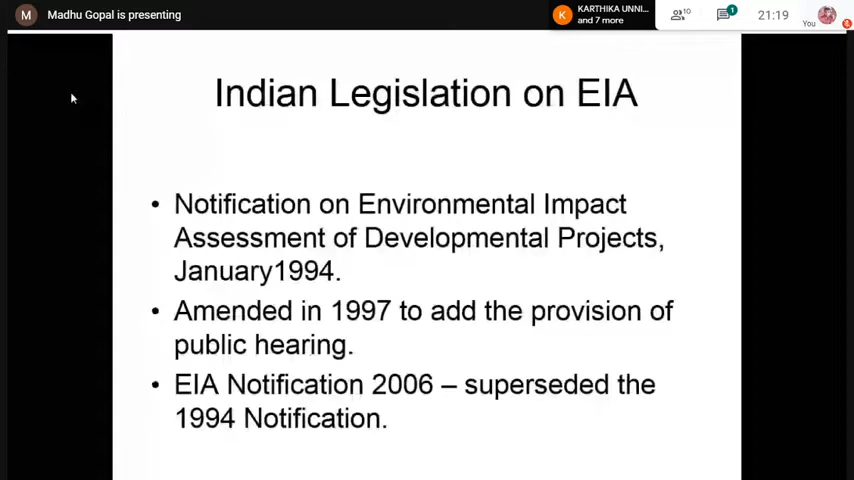 M Madhu Gopal is presenting
K KARTHIKA UNNI...
and 7 more
10
1
21:19
You
Indian Legislation on EIA
• Notification on Environmental Impact
Assessment of Developmental Projects,
January1994.
• Amended in 1997 to add the provision of
public hearing.
• EIA Notification 2006 – superseded the
1994 Notification.